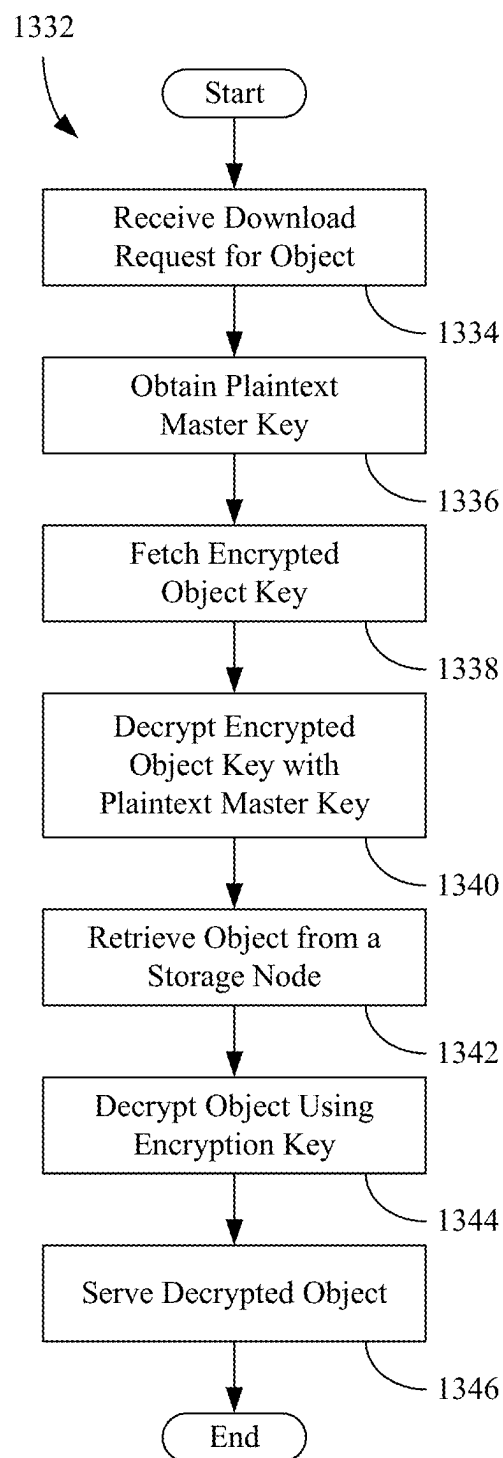 1332
Start
Receive Download
Request for Object
1334
Obtain Plaintext
Master Key
1336
Fetch Encrypted
Object Key
1338
Decrypt Encrypted
Object Key with
Plaintext Master Key
1340
Retrieve Object from a
Storage Node
1342
Decrypt Object Using
Encryption Key
1344
Serve Decrypted Object
1346
End